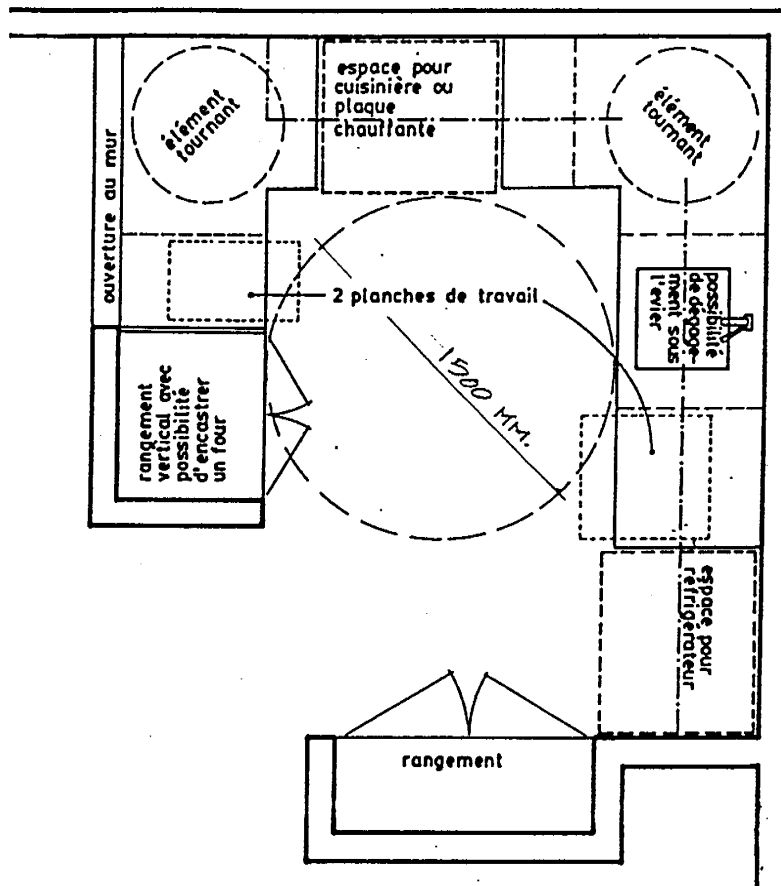 espace pour
cuisinière ou
plaque
chauffante
élément
tournant
élément
tournant
ouverture au mur
2 planches de travail
possibilité
de dégage-
ment sous
l'evier
1500 MM.
rangement
vertical avec
possibilité
d'encastrer
un four
espace pour
réfrigérateur
rangement